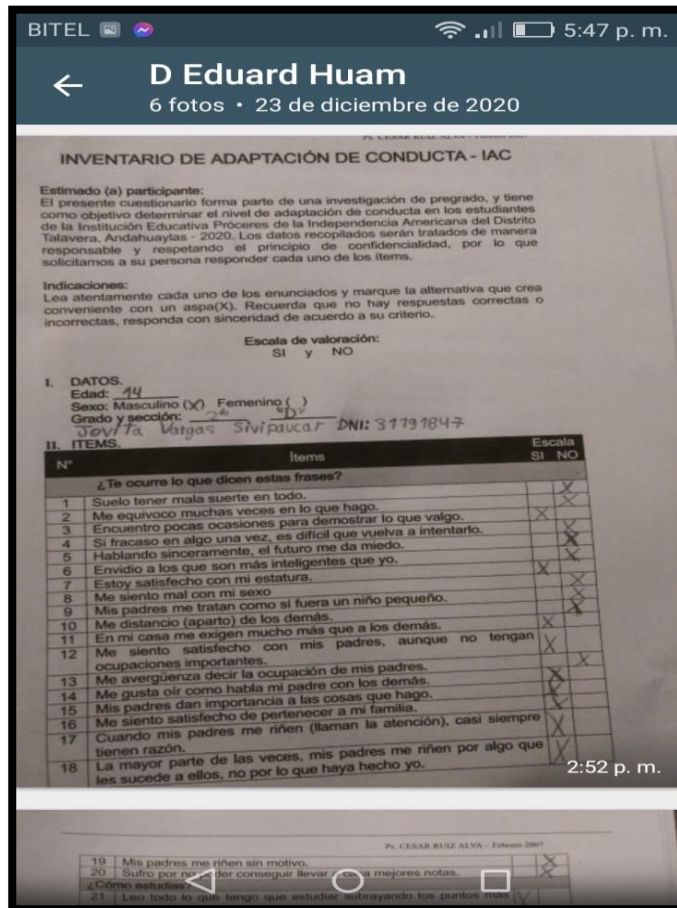 BITEL 5:47 p. m.
D Eduard Huam
6 fotos • 23 de diciembre de 2020
Ps. CESAR RUIZ ALVA
INVENTARIO DE ADAPTACIÓN DE CONDUCTA - IAC
Estimado (a) participante:
El presente cuestionario forma parte de una investigación de pregrado, y tiene
como objetivo determinar el nivel de adaptación de conducta en los estudiantes
de la Institución Educativa Próceres de la Independencia Americana del Distrito
Talavera, Andahuaylas - 2020. Los datos recopilados serán tratados de manera
responsable y respetando el principio de confidencialidad, por lo que
solicitamos a su persona responder cada uno de los ítems.
Indicaciones:
Lea atentamente cada uno de los enunciados y marque la alternativa que crea
conveniente con un aspa(X). Recuerda que no hay respuestas correctas o
incorrectas, responda con sinceridad de acuerdo a su criterio.
Escala de valoración:
SI y NO
I. DATOS.
Edad: 14
Sexo: Masculino (X) Femenino ( )
Grado y sección: 2° "D"
Jovita Vargas Sivipaucar DNI: 31191847
II. ITEMS.
N° Ítems Escala
SI NO
¿Te ocurre lo que dicen estas frases?
1 Suelo tener mala suerte en todo. X
2 Me equivoco muchas veces en lo que hago. X
3 Encuentro pocas ocasiones para demostrar lo que valgo. X
4 Si fracaso en algo una vez, es difícil que vuelva a intentarlo. X
5 Hablando sinceramente, el futuro me da miedo. X
6 Envidio a los que son más inteligentes que yo. X
7 Estoy satisfecho con mi estatura. X
8 Me siento mal con mi sexo X
9 Mis padres me tratan como si fuera un niño pequeño. X
10 Me distancio (aparto) de los demás. X
11 En mi casa me exigen mucho más que a los demás. X
12 Me siento satisfecho con mis padres, aunque no tengan
ocupaciones importantes. X
13 Me avergüenza decir la ocupación de mis padres. X
14 Me gusta oír como habla mi padre con los demás. X
15 Mis padres dan importancia a las cosas que hago. X
16 Me siento satisfecho de pertenecer a mi familia. X
17 Cuando mis padres me riñen (llaman la atención), casi siempre
tienen razón. X
18 La mayor parte de las veces, mis padres me riñen por algo que
les sucede a ellos, no por lo que haya hecho yo. X
2:52 p. m.
Ps. CESAR RUIZ ALVA - Febrero 2007
19 Mis padres me riñen sin motivo. X
20 Sufro por no poder conseguir llevar a casa mejores notas. X
¿Cómo estudias?
21 Leo todo lo que tengo que estudiar subrayando los puntos más